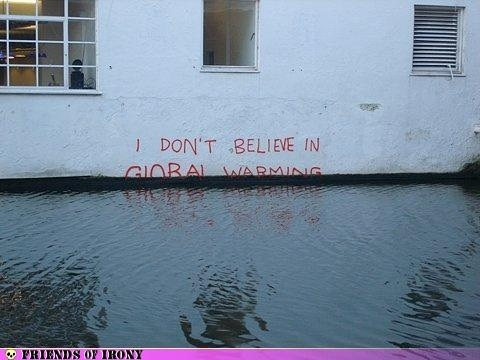 I DON'T BELIEVE IN
GLOBAL WARMING
FRIENDS OF IRONY